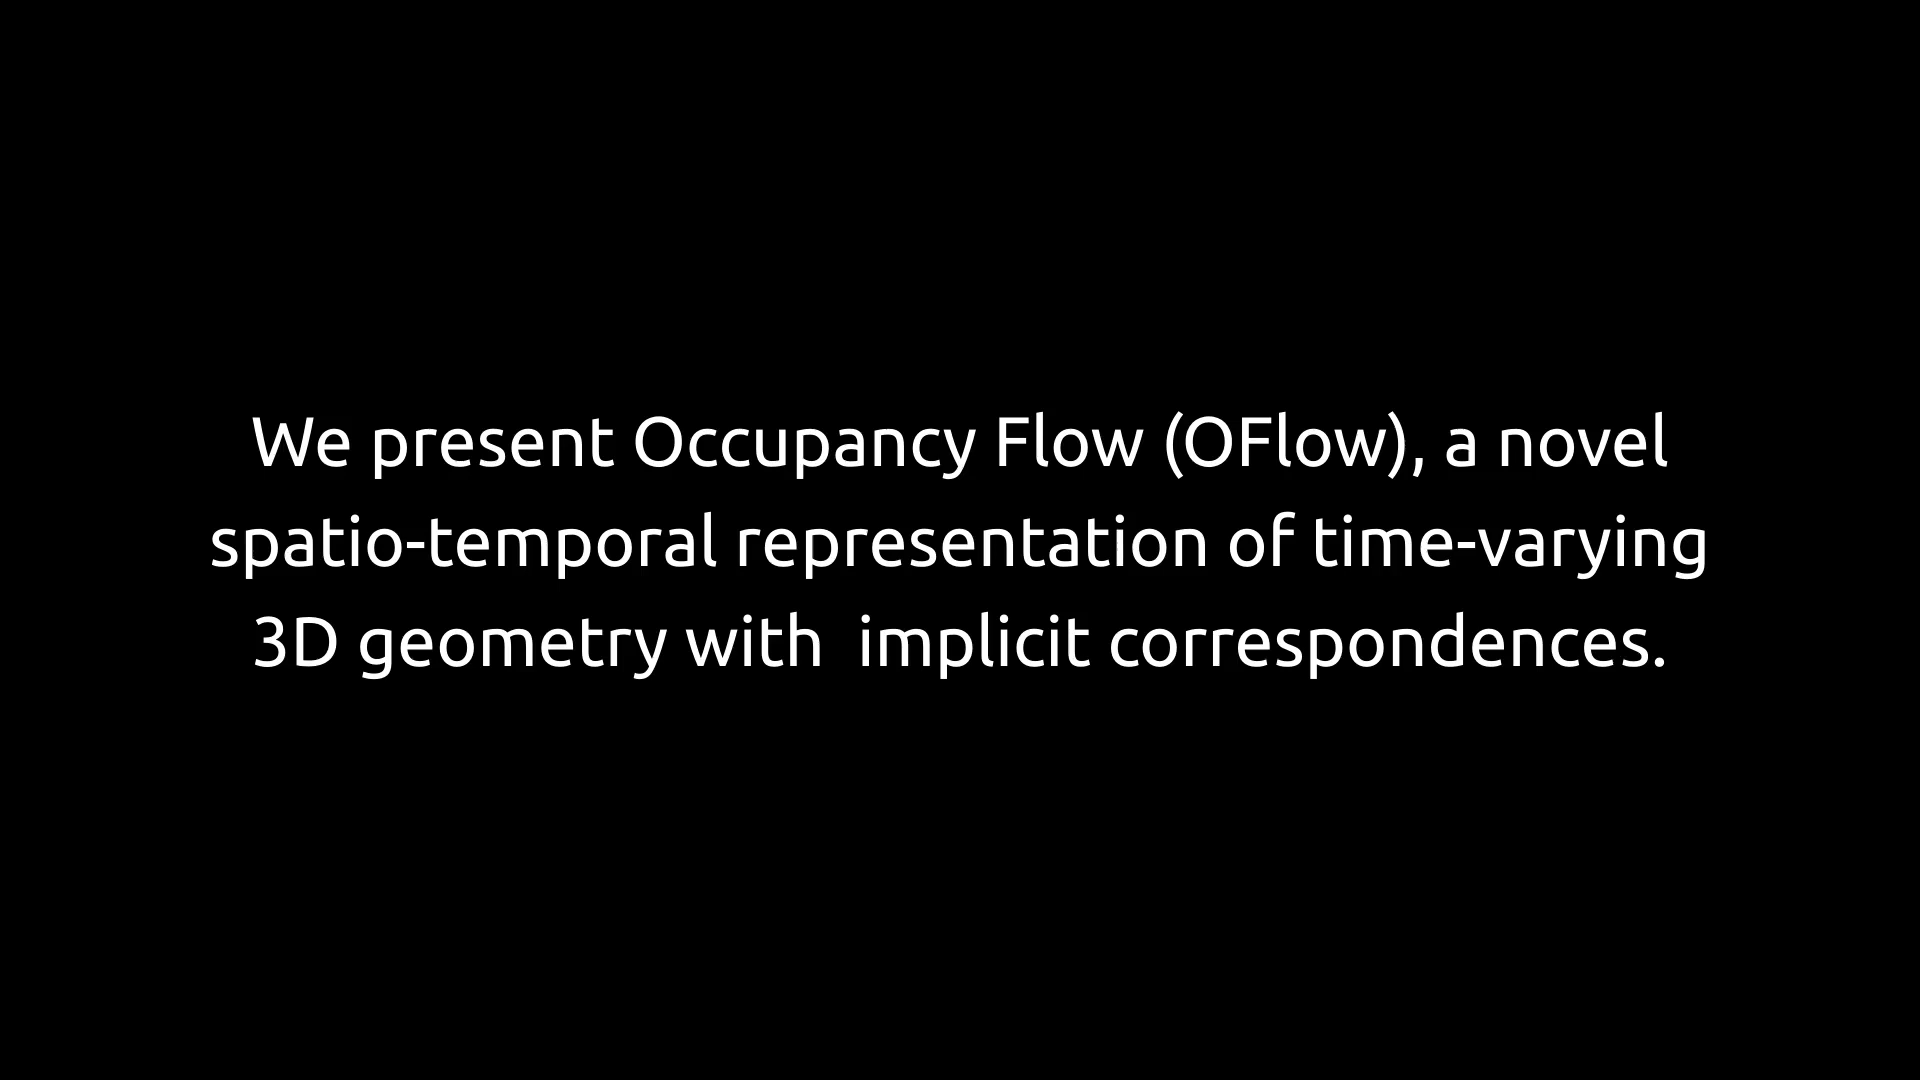 We present Occupancy Flow (OFlow), a novel
spatio-temporal representation of time-varying
3D geometry with  implicit correspondences.